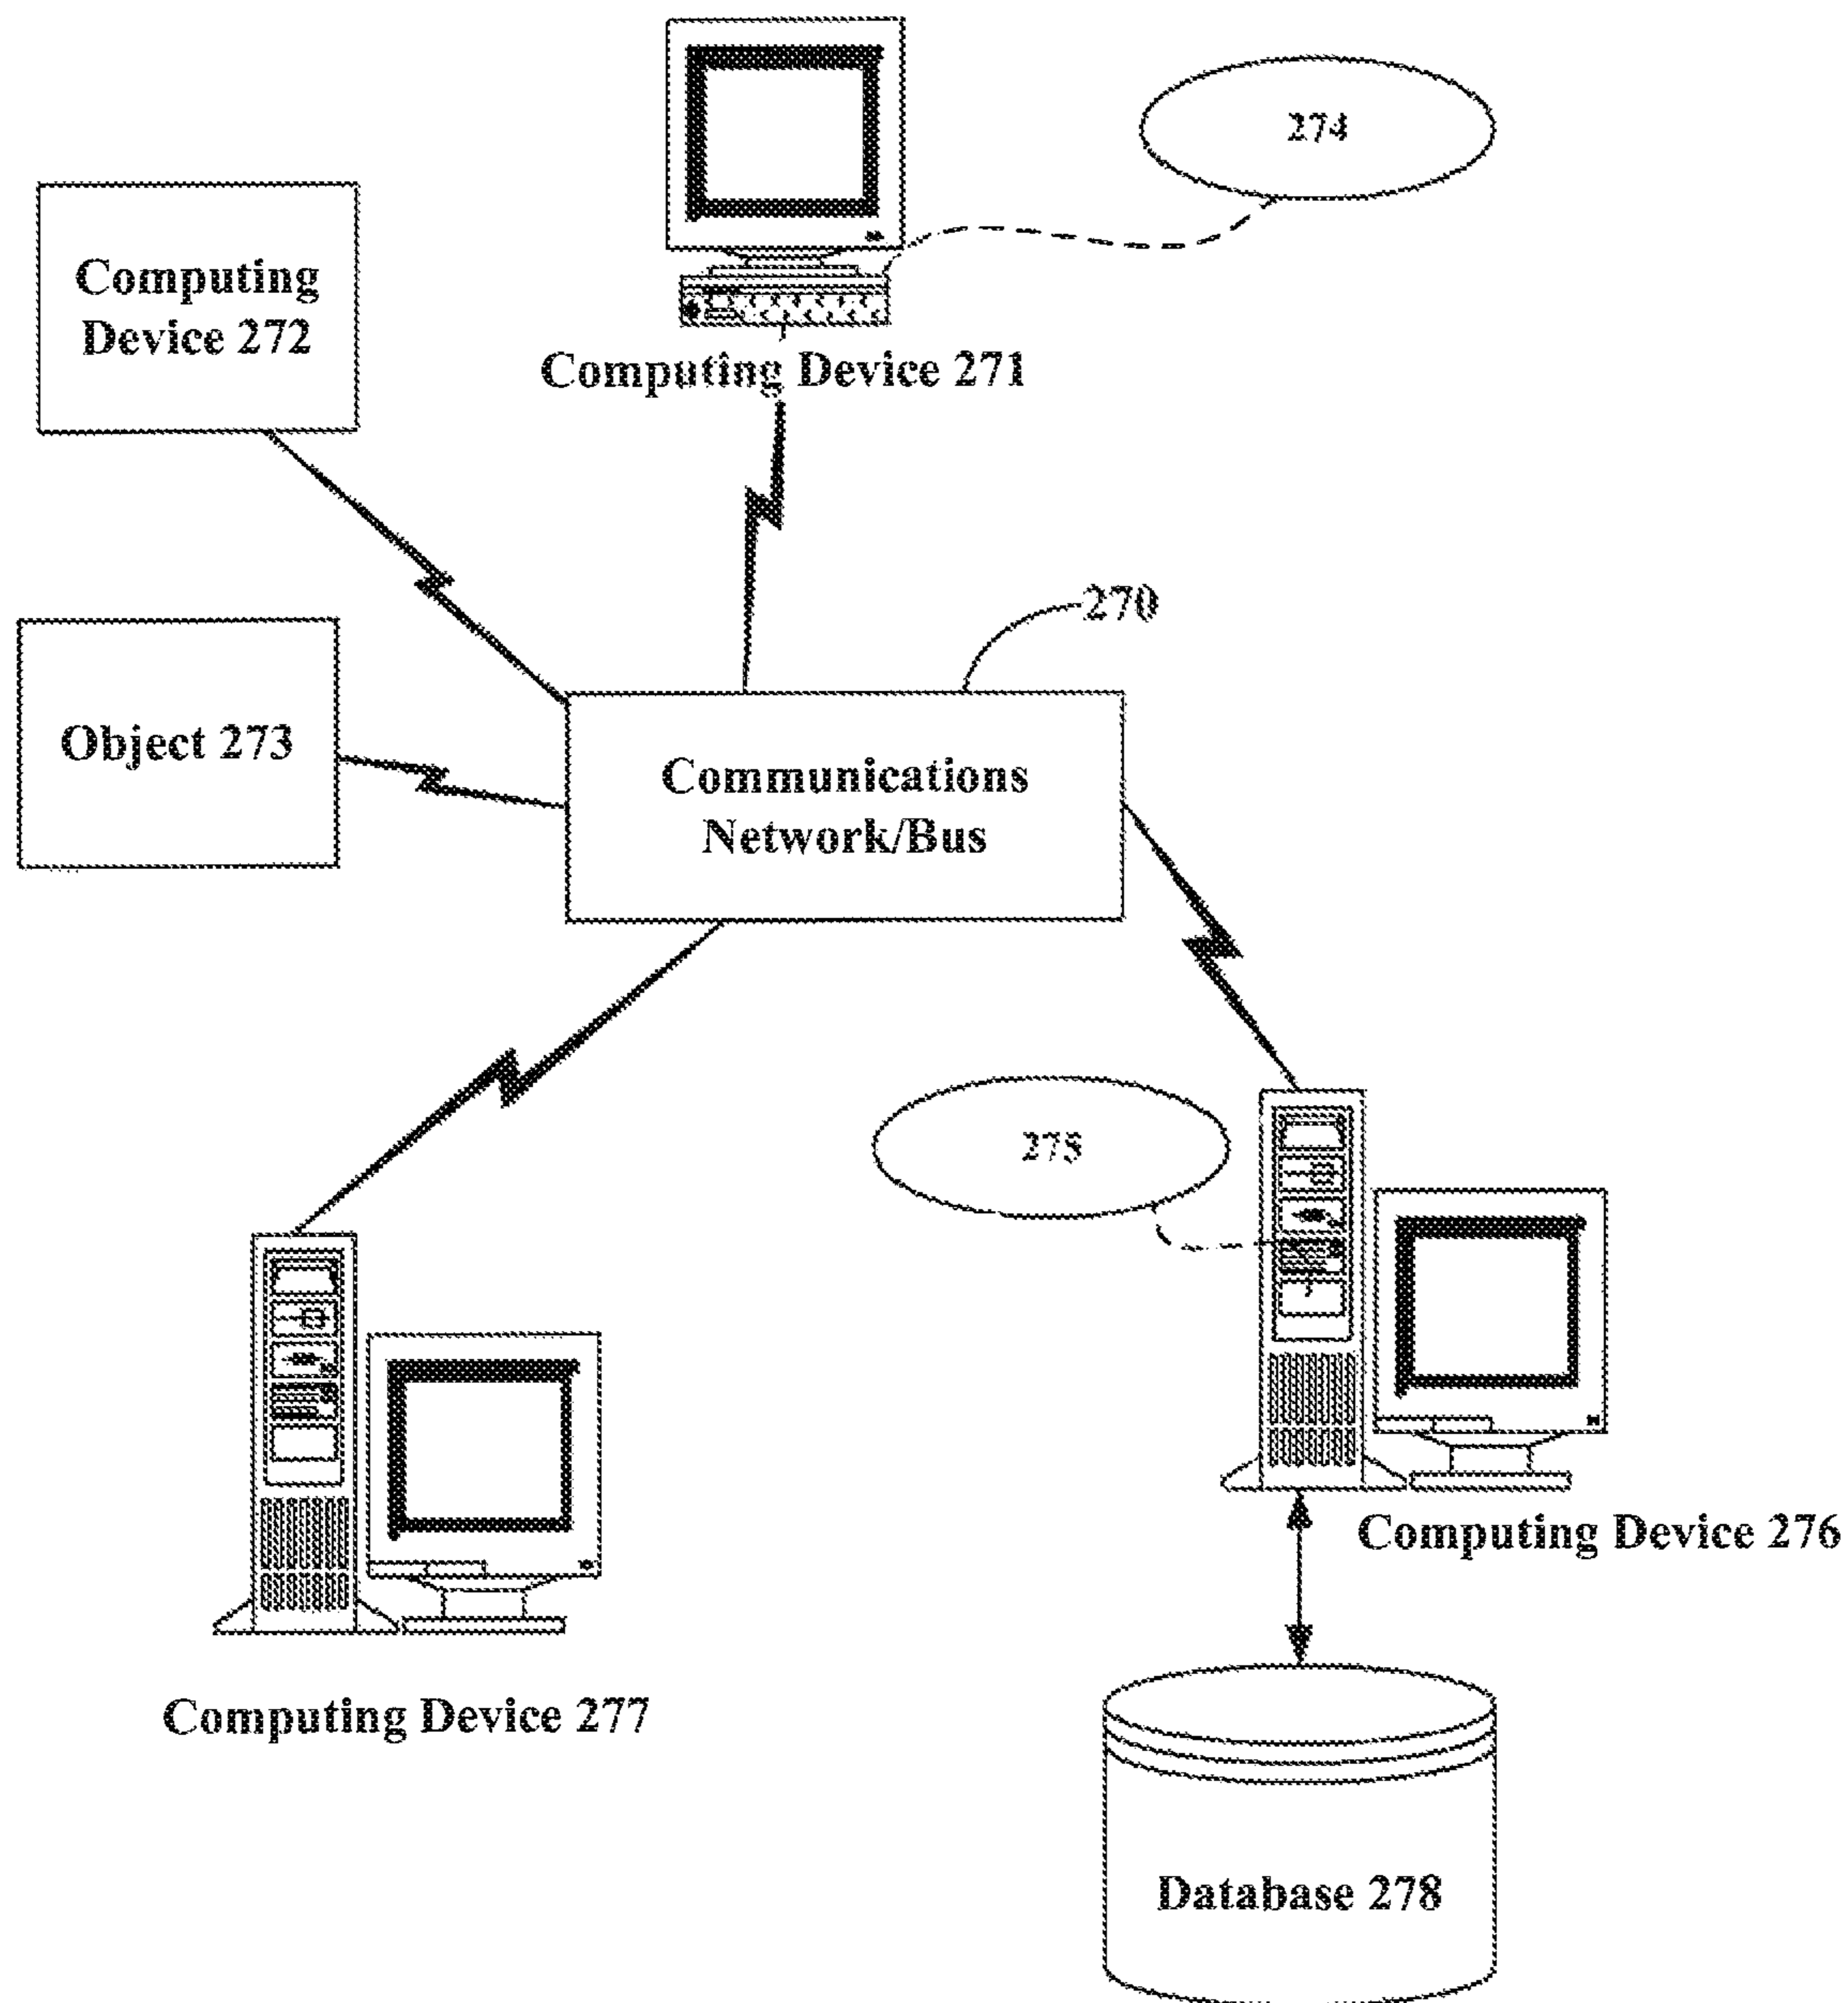 274
Computing
Device 272
Computing Device 271
270
Object 273
Communications
Network/Bus
275
Computing Device 276
Computing Device 277
Database 278